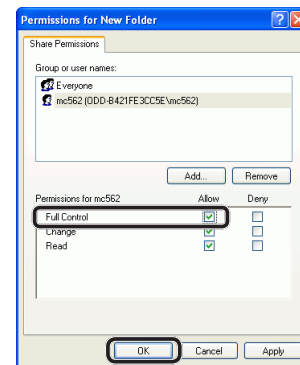 Permissions for New Folder
Share Permissions
Group or user names:
Everyone
mc562 (ODD-B421FE3CC5E\mc562)
Add... Remove
Permissions for mc562 Allow Deny
Full Control
Change
Read
OK Cancel Apply